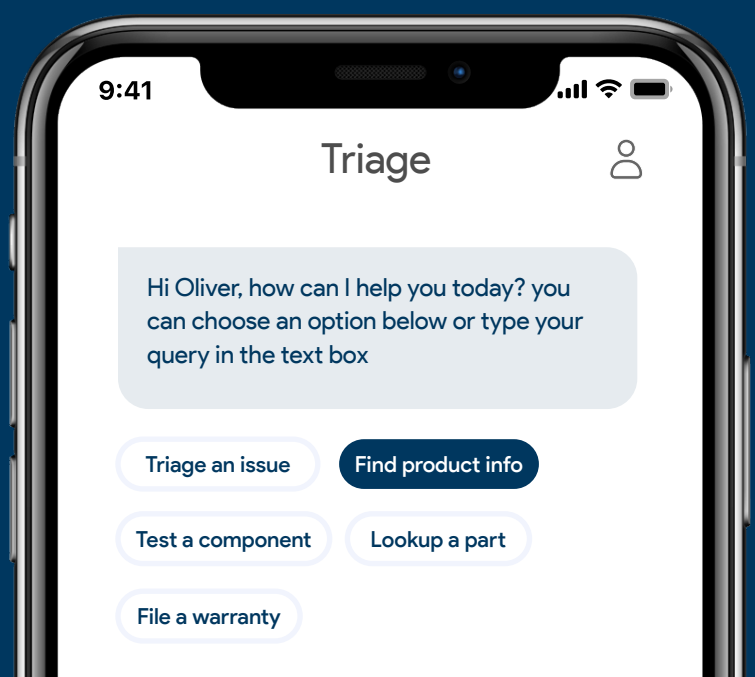 9:41
Triage
Hi Oliver, how can I help you today? you
can choose an option below or type your
query in the text box
Triage an issue
Find product info
Test a component
Lookup a part
File a warranty